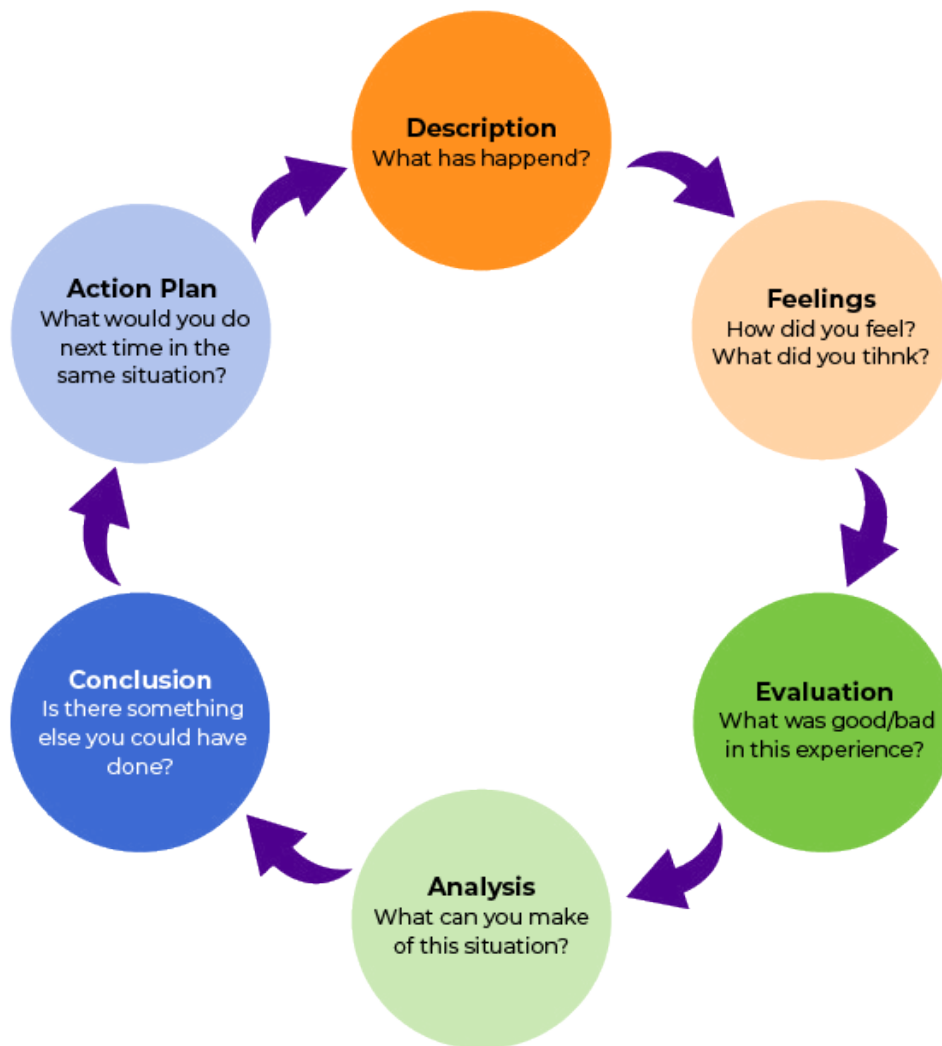 Description
What has happend?
Feelings
How did you feel?
What did you tihnk?
Evaluation
What was good/bad
in this experience?
Analysis
What can you make
of this situation?
Conclusion
Is there something
else you could have
done?
Action Plan
What would you do
next time in the
same situation?